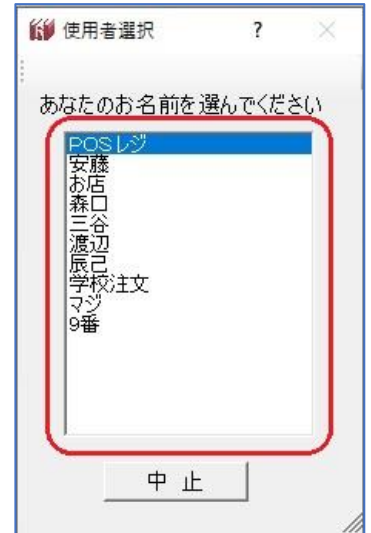 使用者選択 ?
あなたのお名前を選んでください
POSレジ
安藤
お店
森口
三谷
渡辺
辰己
学校注文
マジ
9番
中 止